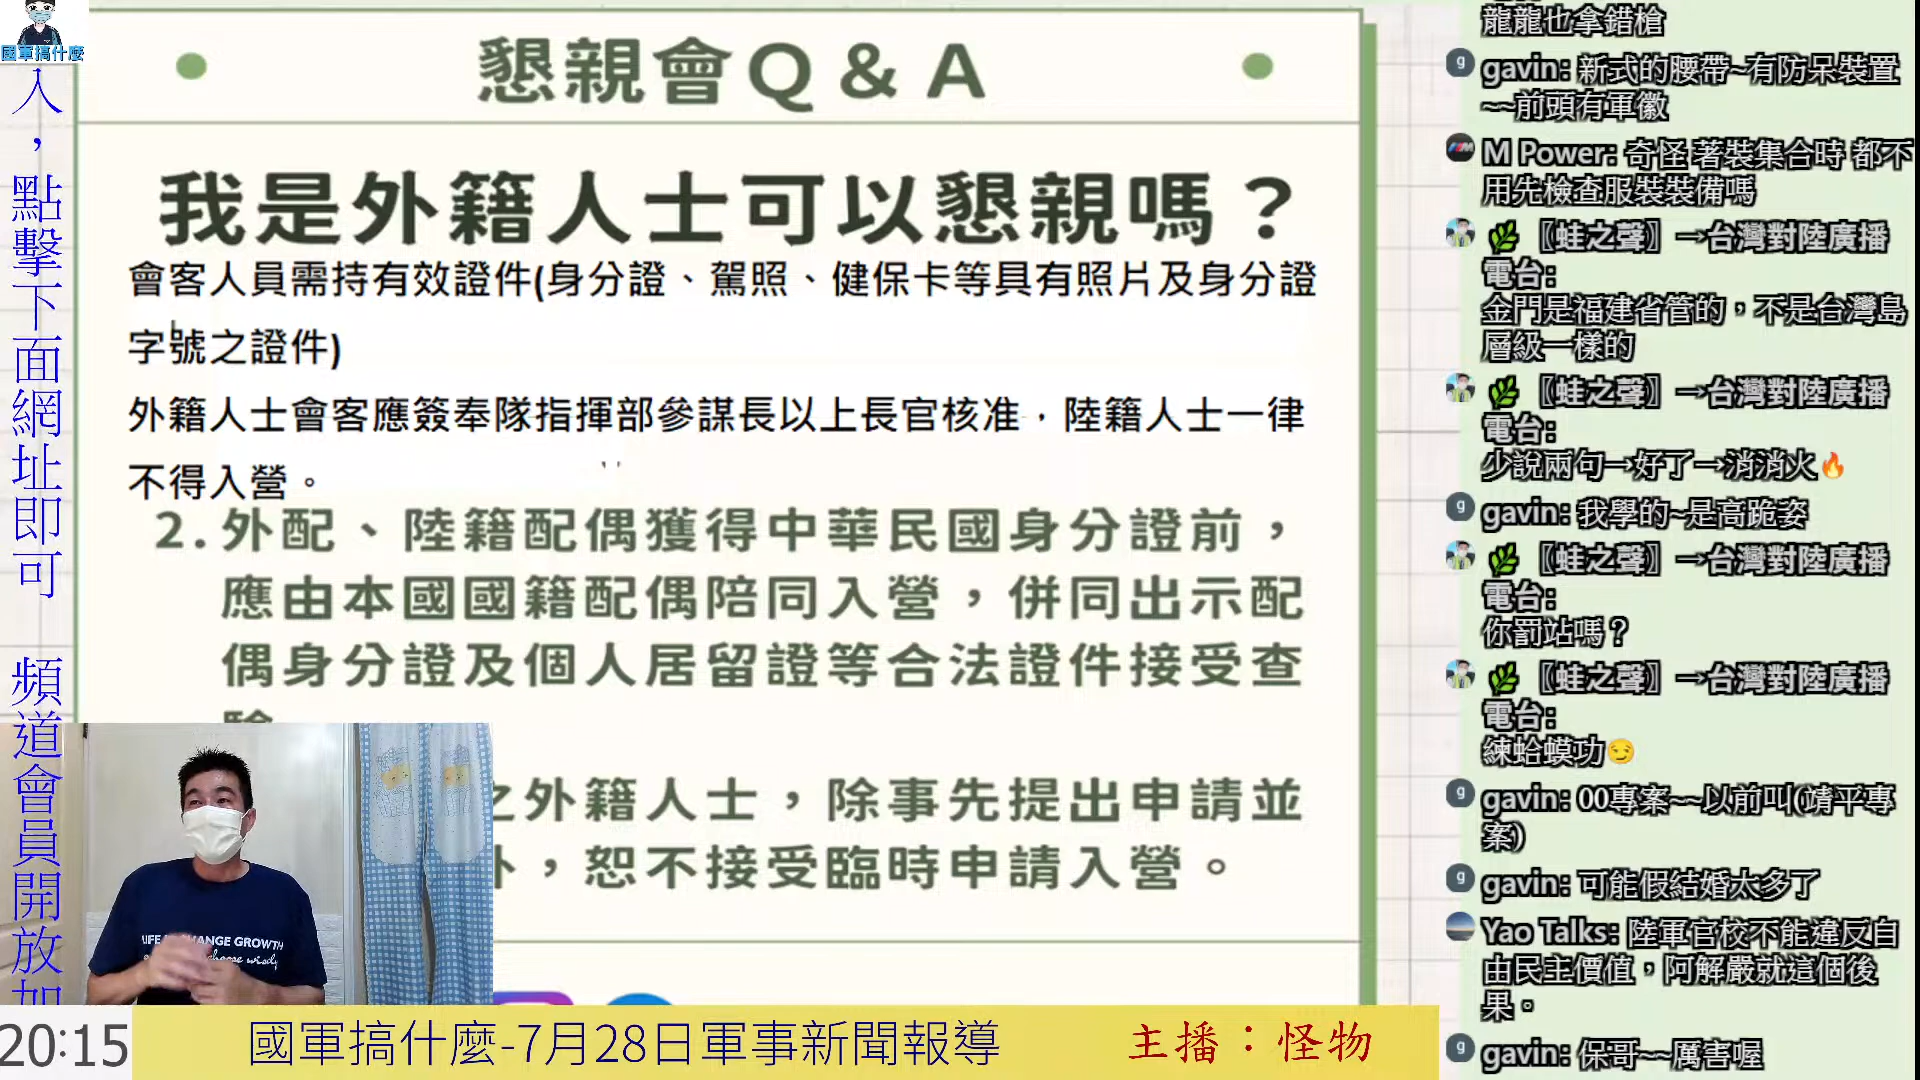 國軍搞什麼
入，點擊下面網址即可 頻道會員開放加
懇親會Q&A
我是外籍人士可以懇親嗎？
會客人員需持有效證件(身分證、駕照、健保卡等具有照片及身分證
字號之證件)
外籍人士會客應簽奉隊指揮部參謀長以上長官核准，陸籍人士一律
不得入營。
2.外配、陸籍配偶獲得中華民國身分證前，
應由本國國籍配偶陪同入營，併同出示配
偶身分證及個人居留證等合法證件接受查
之外籍人士，除事先提出申請並
外，恕不接受臨時申請入營。
CHANGE GROWTH
choose wisdy
20:15
國軍搞什麼-7月28日軍事新聞報導
主播：怪物
龍龍也拿錯槍
gavin: 新式的腰帶~有防呆裝置
~~前頭有軍徽
M Power: 奇怪 著裝集合時 都不
用先檢查服裝裝備嗎
〖蛙之聲〗→台灣對陸廣播
電台:
金門是福建省管的，不是台灣島
層級一樣的
〖蛙之聲〗→台灣對陸廣播
電台:
少說兩句→好了→消消火🔥
gavin: 我學的~是高跪姿
〖蛙之聲〗→台灣對陸廣播
電台:
你罰站嗎？
〖蛙之聲〗→台灣對陸廣播
電台:
練蛤蟆功😏
gavin: 00專案~~以前叫(靖平專
案)
gavin: 可能假結婚太多了
Yao Talks: 陸軍官校不能違反自
由民主價值，阿解嚴就這個後
果。
gavin: 保哥~~厲害喔